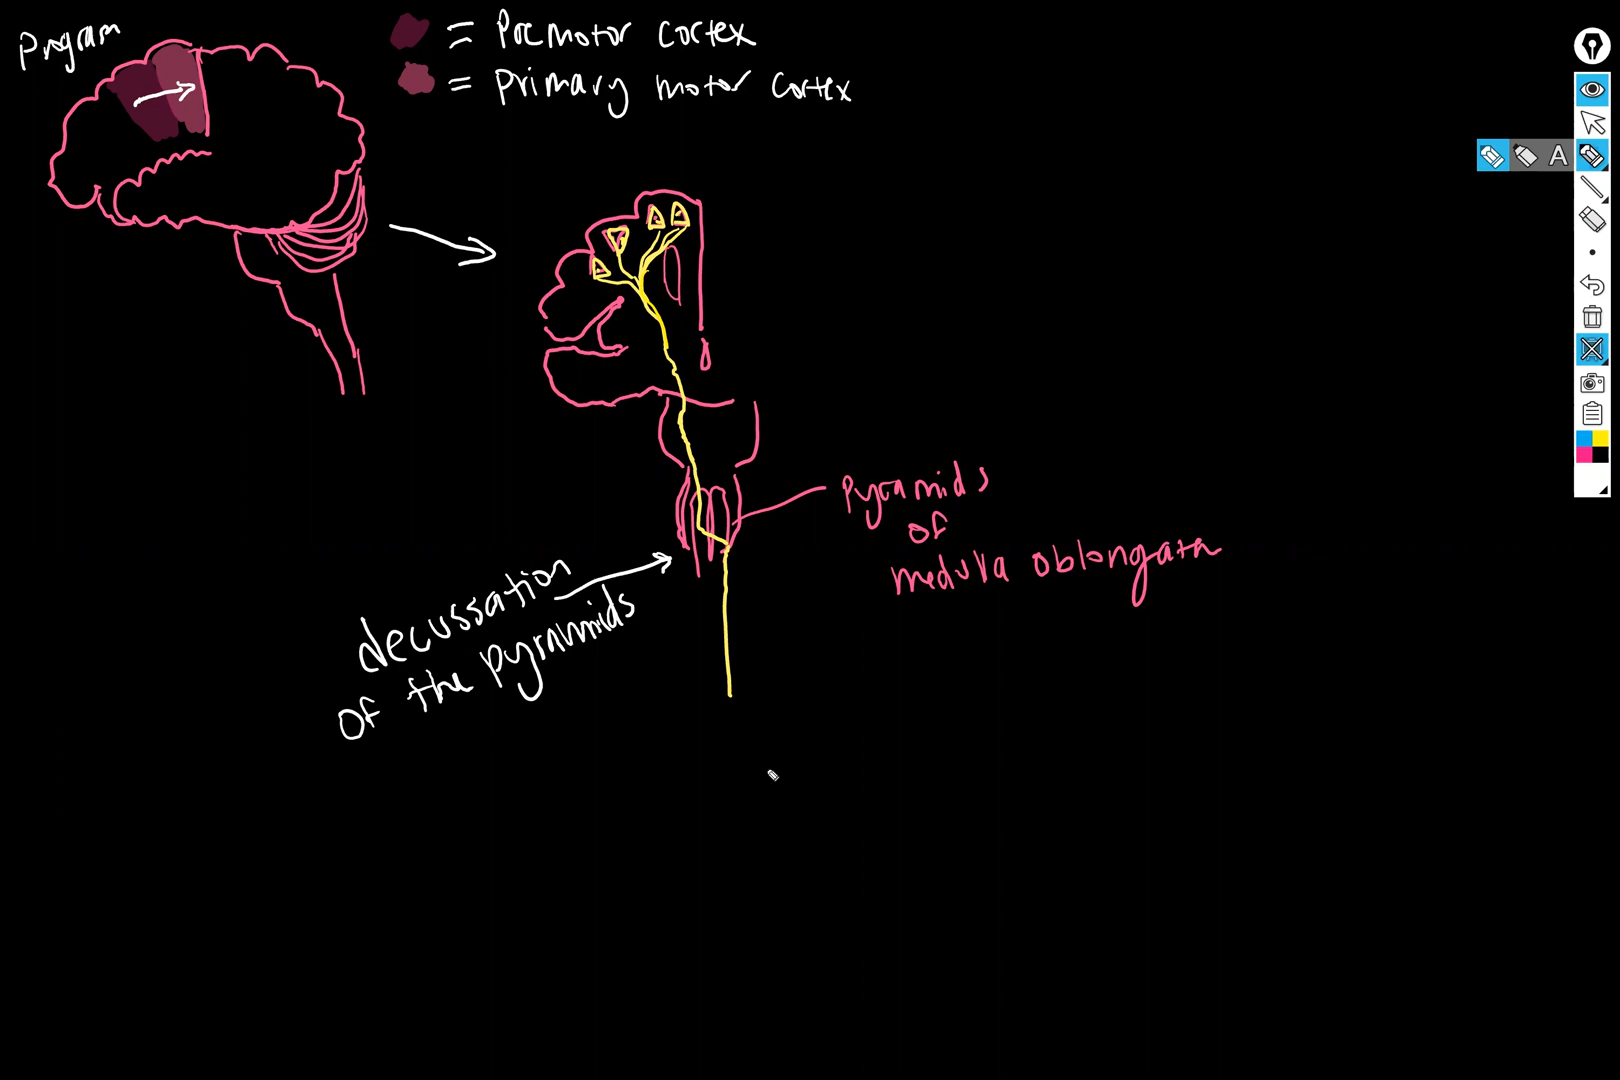 Program
= Premotor cortex
= Primary motor cortex
Pyramids
of
medulla oblongata
decussation
of the pyramids
A